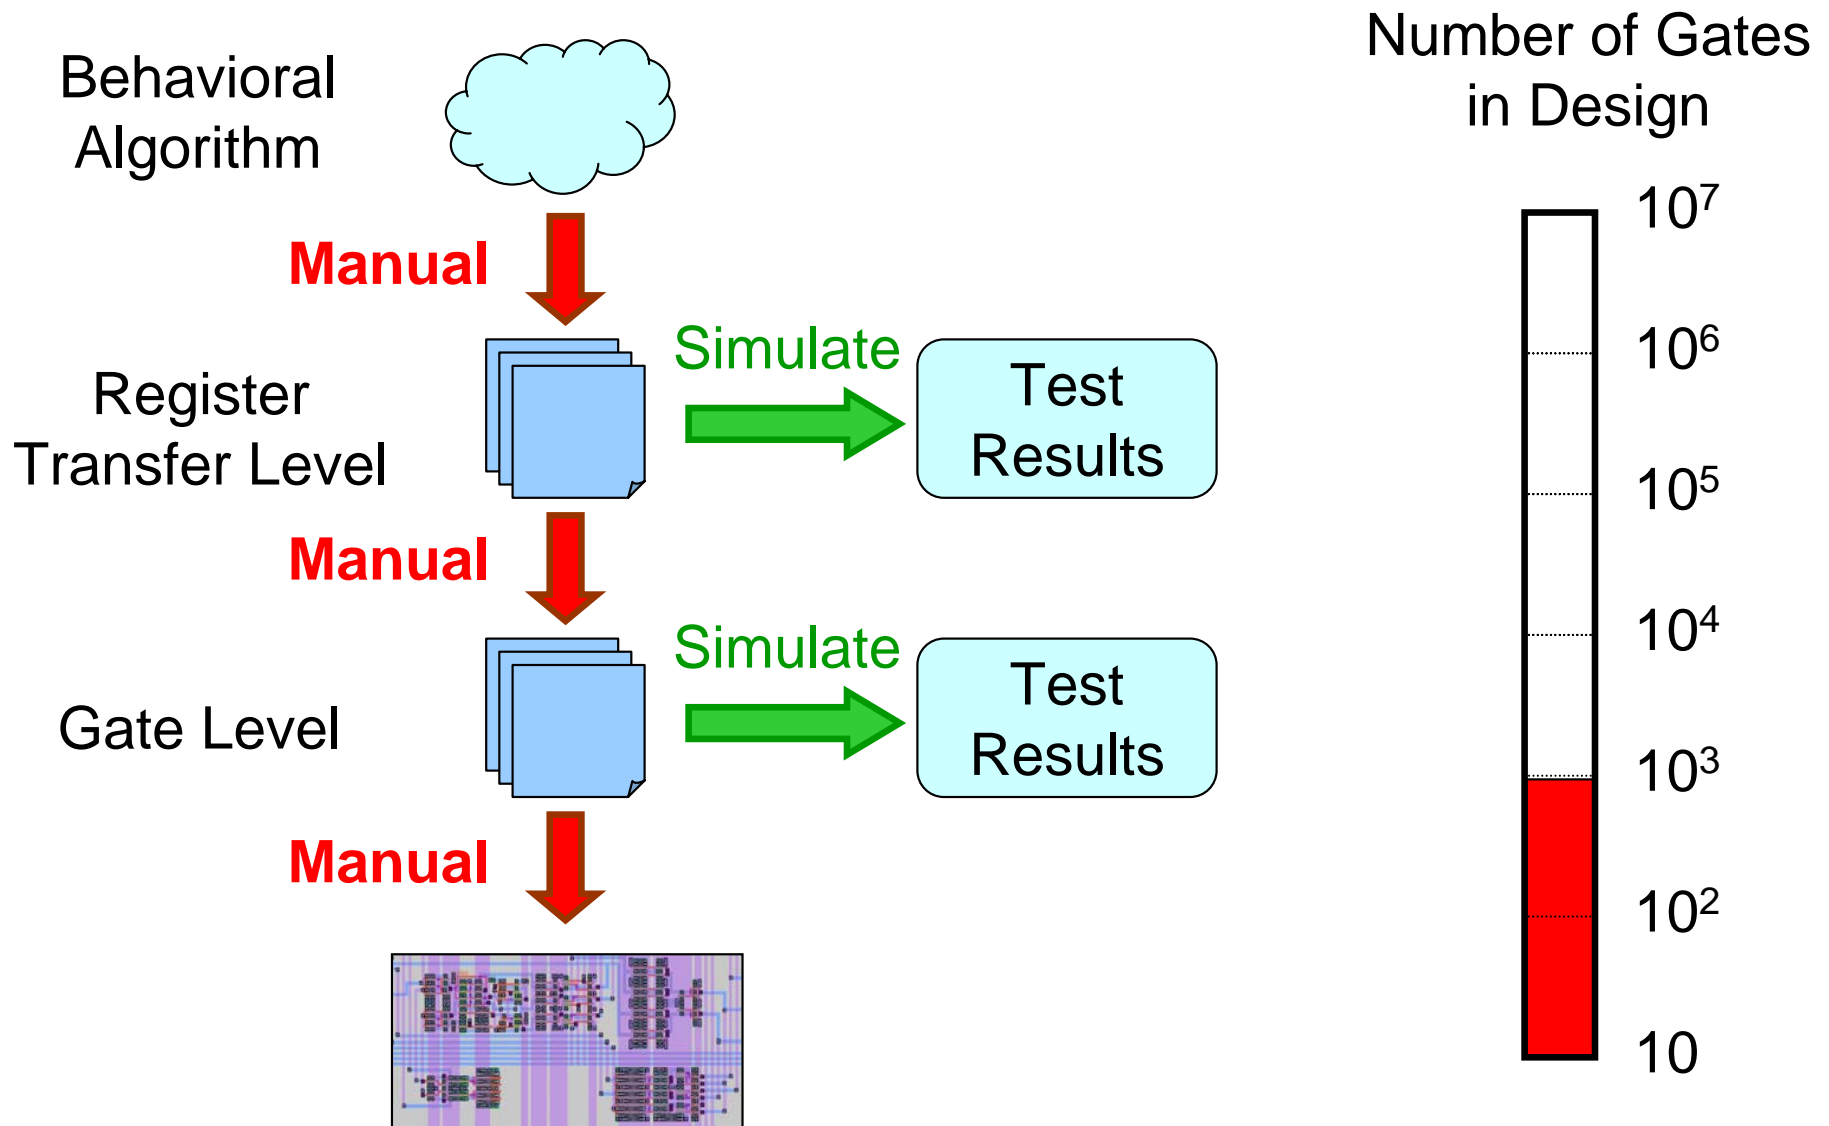 Behavioral
Algorithm
Manual
Register
Transfer Level
Simulate
Test
Results
Manual
Gate Level
Simulate
Test
Results
Manual
Number of Gates
in Design
10⁷
10⁶
10⁵
10⁴
10³
10²
10